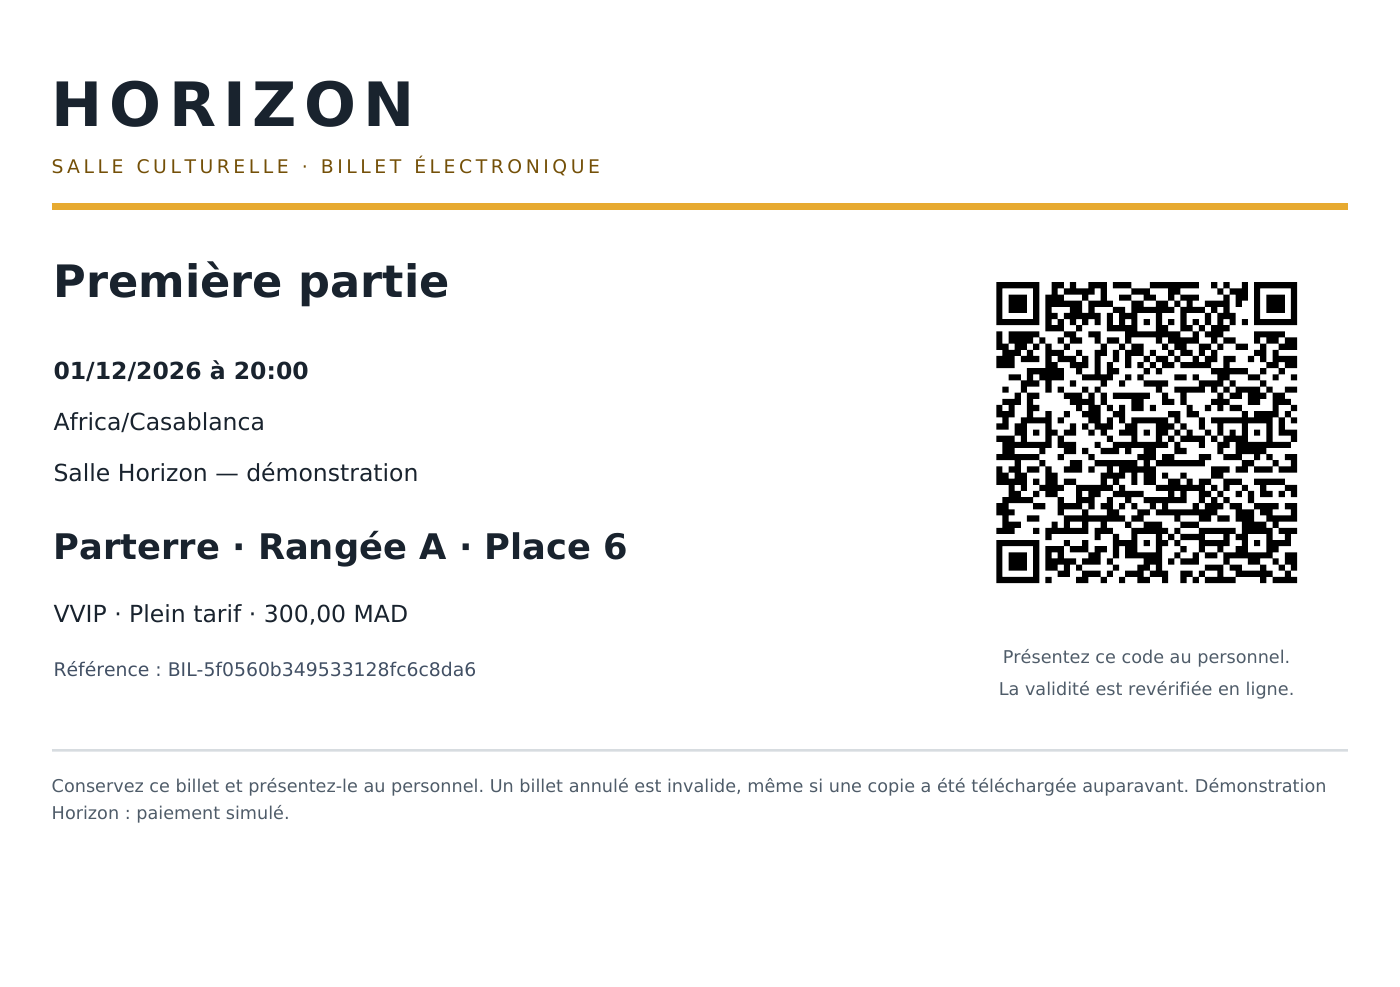 HORIZON
SALLE CULTURELLE · BILLET ÉLECTRONIQUE
Première partie
01/12/2026 à 20:00
Africa/Casablanca
Salle Horizon — démonstration
Parterre · Rangée A · Place 6
VVIP · Plein tarif · 300,00 MAD
Référence : BIL-5f0560b349533128fc6c8da6
Présentez ce code au personnel.
La validité est revérifiée en ligne.
Conservez ce billet et présentez-le au personnel. Un billet annulé est invalide, même si une copie a été téléchargée auparavant. Démonstration
Horizon : paiement simulé.